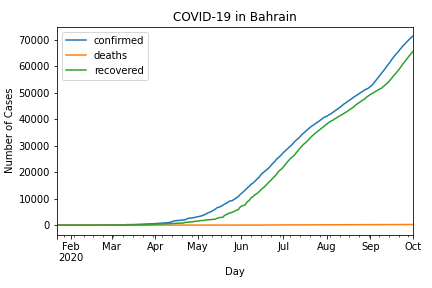 COVID-19 in Bahrain
confirmed
deaths
recovered
Number of Cases
70000
60000
50000
40000
30000
20000
10000
0
Feb Mar Apr May Jun Jul Aug Sep Oct
2020
Day